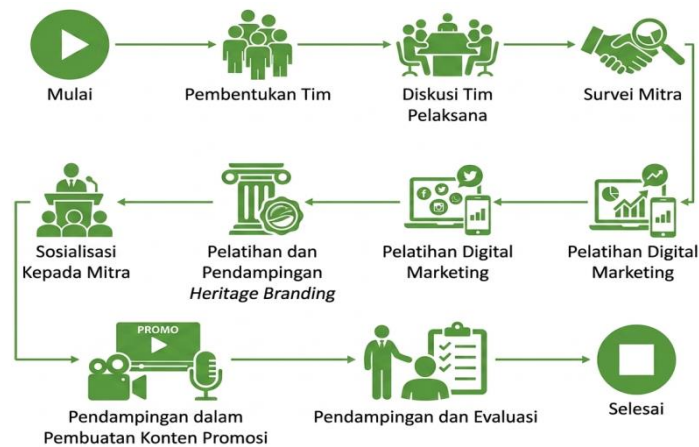 Mulai
Pembentukan Tim
Diskusi Tim
Pelaksana
Survei Mitra
Sosialisasi
Kepada Mitra
Pelatihan dan
Pendampingan
Heritage Branding
Pelatihan Digital
Marketing
Pelatihan Digital
Marketing
PROMO
Pendampingan dalam
Pembuatan Konten Promosi
Pendampingan dan Evaluasi
Selesai